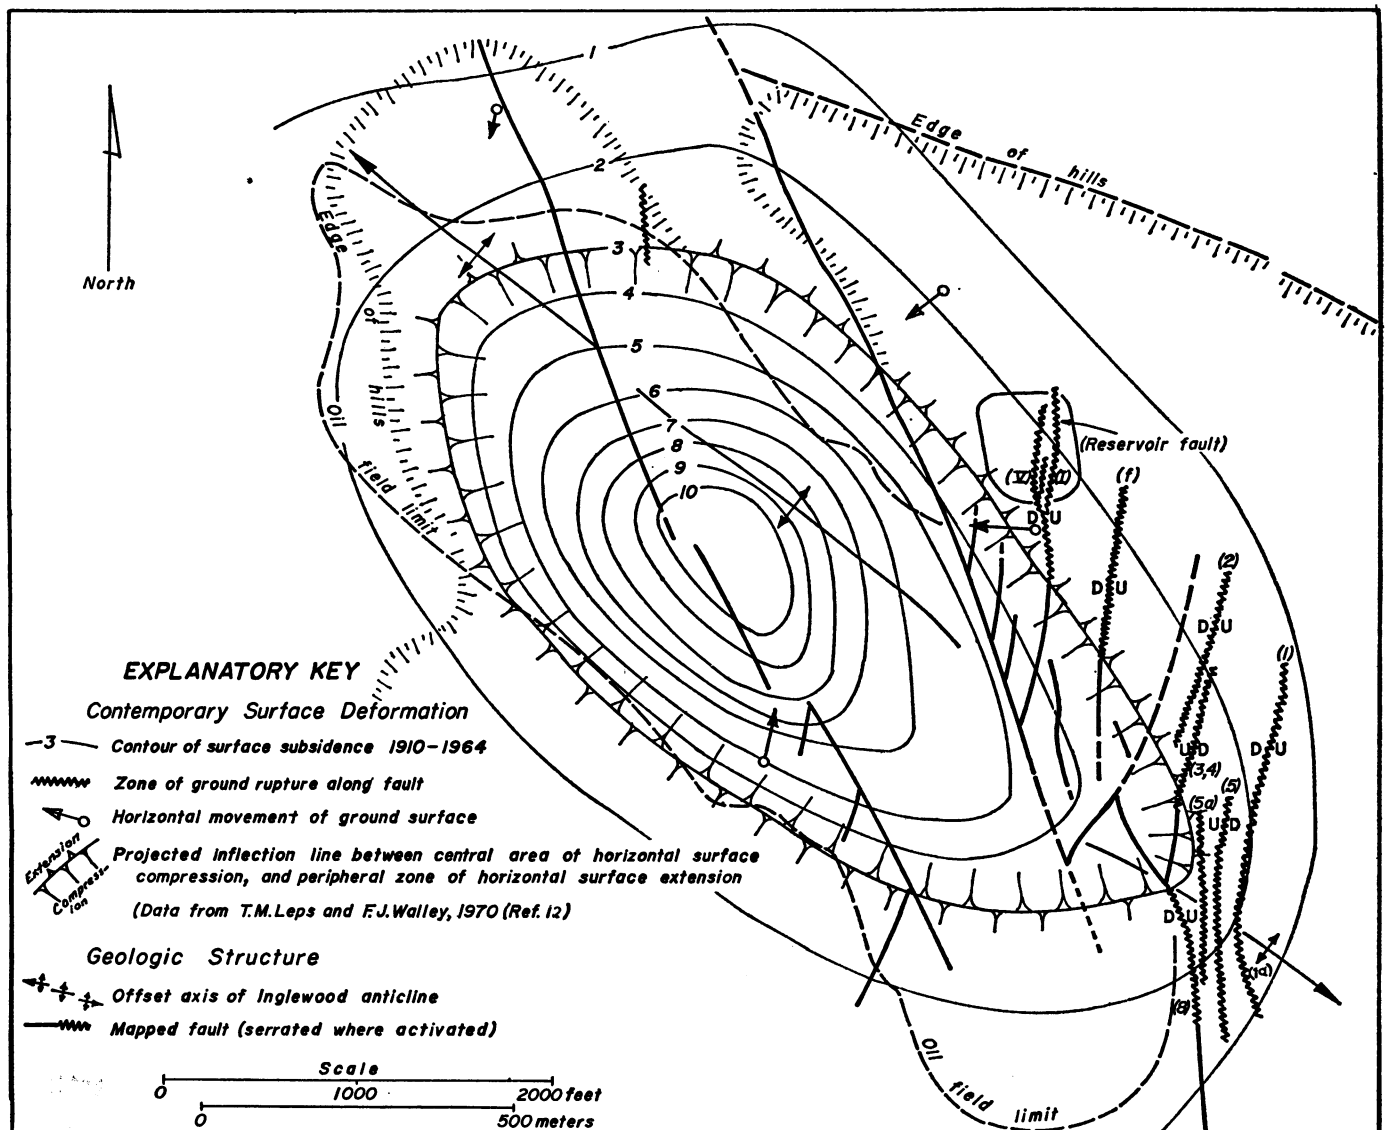 1
Edge
of
hills
2
Edge
North
3
of
4
5
hills
Oil
6
7
(Reservoir fault)
8
field
9
(V) (I) (f)
10
limit
D U
(2)
D U
D U
(1)
EXPLANATORY KEY
Contemporary Surface Deformation
3 Contour of surface subsidence 1910-1964
U D D U
(3,4)
Zone of ground rupture along fault
(5)
(5a)
Horizontal movement of ground surface
U D
Extension
Compress-
ion
Projected inflection line between central area of horizontal surface
compression, and peripheral zone of horizontal surface extension
(Data from T.M. Leps and F.J. Walley, 1970 (Ref. 12)
D U
Geologic Structure
(1a)
Offset axis of Inglewood anticline
(8)
Mapped fault (serrated where activated)
Oil
Scale
0 1000 2000 feet
field limit
0 500 meters